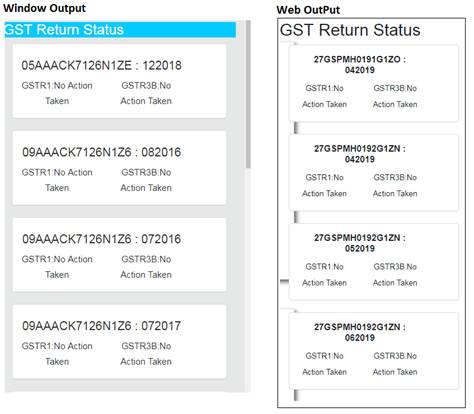 Window Output
GST Return Status
05AAACK7126N1ZE : 122018
GSTR1:No Action Taken
GSTR3B:No Action Taken
09AAACK7126N1Z6 : 082016
GSTR1:No Action Taken
GSTR3B:No Action Taken
09AAACK7126N1Z6 : 072016
GSTR1:No Action Taken
GSTR3B:No Action Taken
09AAACK7126N1Z6 : 072017
GSTR1:No Action Taken
GSTR3B:No Action Taken
Web OutPut
GST Return Status
27GSPMH0191G1ZO :
042019
GSTR1:No Action Taken
GSTR3B:No Action Taken
27GSPMH0192G1ZN :
042019
GSTR1:No Action Taken
GSTR3B:No Action Taken
27GSPMH0192G1ZN :
052019
GSTR1:No Action Taken
GSTR3B:No Action Taken
27GSPMH0192G1ZN :
062019
GSTR1:No Action Taken
GSTR3B:No Action Taken